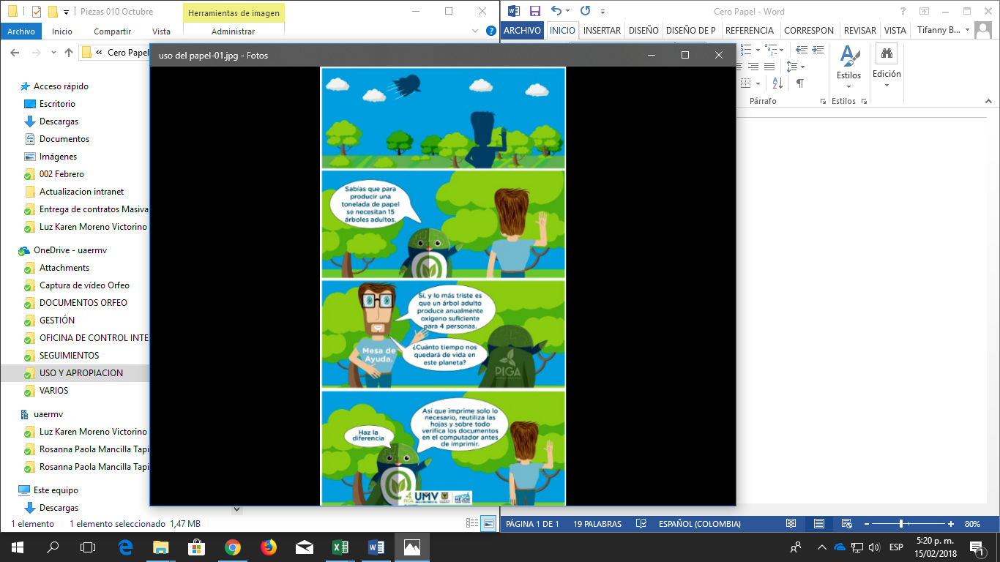 Piezas 010 Octubre
Herramientas de imagen
Archivo
Inicio
Compartir
Vista
Administrar
Cero Papel - Word
Tifanny B...
ARCHIVO
INICIO
INSERTAR
DISEÑO
DISEÑO DE P
REFERENCIA
CORRESPON
REVISAR
VISTA
Estilos
Edición
Párrafo
Estilos
« Cero Papel
uso del papel-01.jpg - Fotos
Acceso rápido
Escritorio
Descargas
Documentos
Imágenes
002 Febrero
Actualizacion intranet
Entrega de contratos Masiva
Luz Karen Moreno Victorino
OneDrive - uaermv
Attachments
Captura de vídeo Orfeo
DOCUMENTOS ORFEO
GESTIÓN
OFICINA DE CONTROL INTE
SEGUIMIENTOS
USO Y APROPIACION
VARIOS
uaermv
Luz Karen Moreno Victorino
Rosanna Paola Mancilla Tapi
Rosanna Paola Mancilla Tapi
Este equipo
Descargas
Sabías que para
producir una
tonelada de papel
se necesitan 15
árboles adultos.
Sí, y lo más triste es
que un árbol adulto
produce anualmente
oxigeno suficiente
para 4 personas.
¿Cuánto tiempo nos
quedará de vida en
este planeta?
Mesa de
Ayuda.
PIGA
Así que imprime solo lo
necesario, reutiliza las
hojas y sobre todo
verifica los documentos
en el computador antes
de imprimir.
Haz la
diferencia
PIGA
UMV
MEJOR
1 elemento
1 elemento seleccionado 1,47 MB
PÁGINA 1 DE 1
19 PALABRAS
ESPAÑOL (COLOMBIA)
80%
ESP
5:20 p. m.
15/02/2018
1